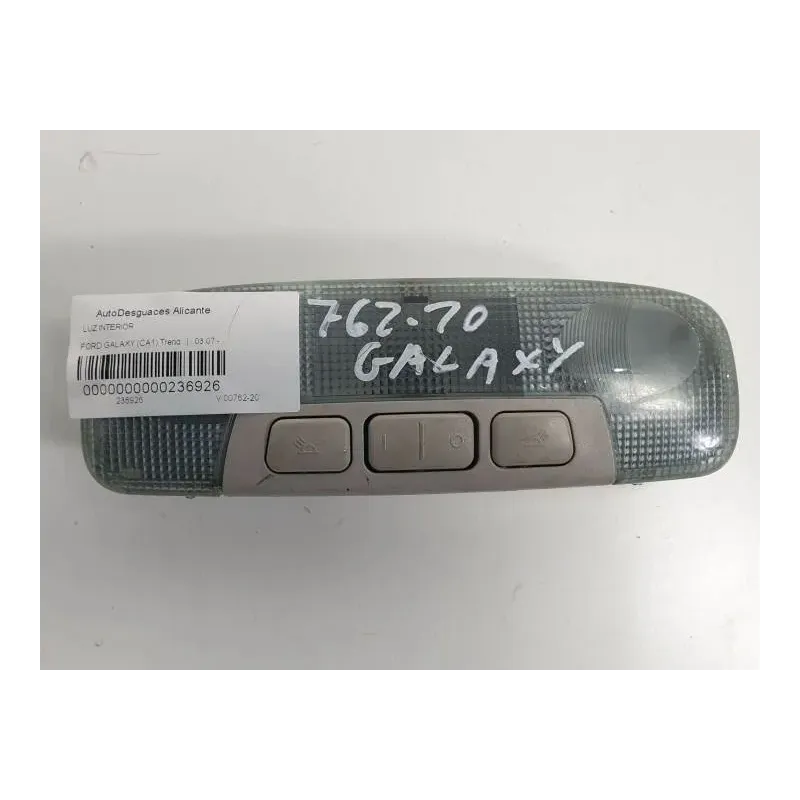 AutoDesguaces Alicante
LUZ INTERIOR
FORD GALAXY (CA1) Trend | 03.07 -
0000000000236926
236926 V 00762-20
762-70
GALAXY
I O